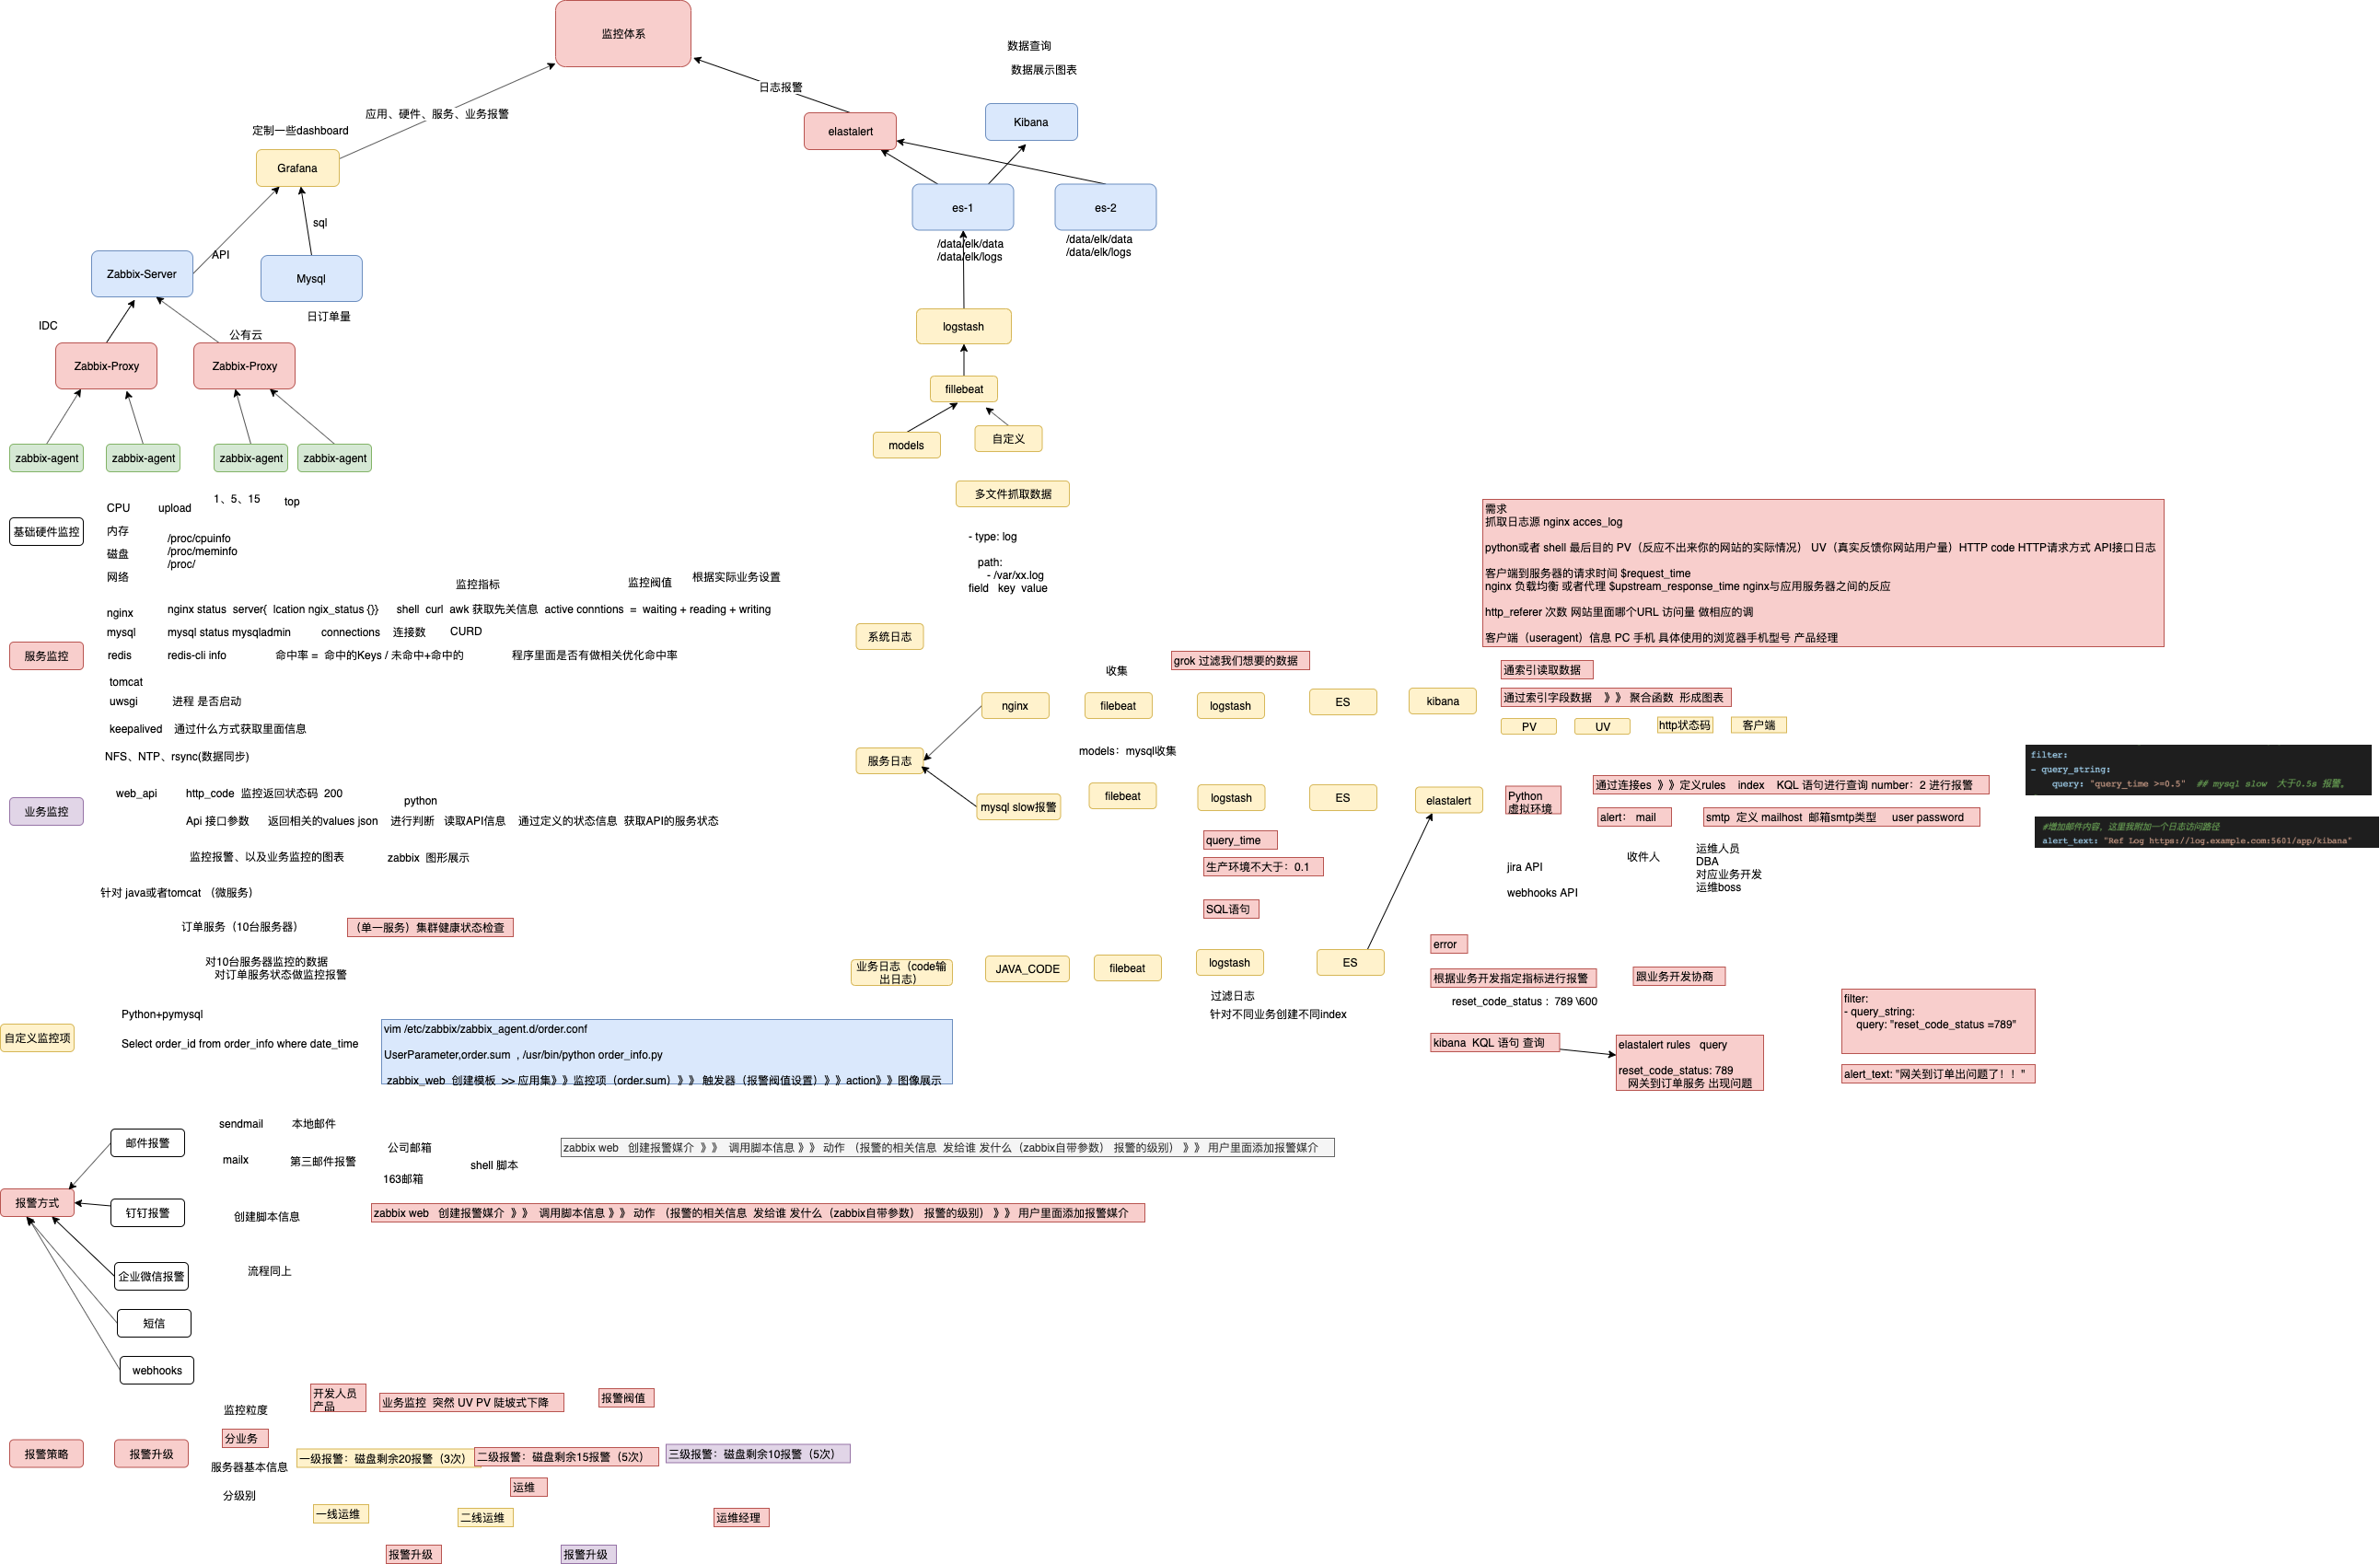 监控体系
数据查询
数据展示图表
日志报警
应用、硬件、服务、业务报警
定制一些dashboard
Grafana
elastalert
Kibana
es-1
es-2
/data/elk/data
/data/elk/logs
/data/elk/data
/data/elk/logs
sql
API
Zabbix-Server
Mysql
日订单量
IDC
公有云
Zabbix-Proxy
Zabbix-Proxy
logstash
fillebeat
models
自定义
zabbix-agent
zabbix-agent
zabbix-agent
zabbix-agent
多文件抓取数据
- type: log
path:
- /var/xx.log
field key value
基础硬件监控
CPU
upload
1、5、15
top
内存
磁盘
网络
/proc/cpuinfo
/proc/meminfo
/proc/
监控指标
监控阀值
根据实际业务设置
服务监控
nginx
nginx status server{ lcation ngix_status {}}
shell curl awk 获取先关信息 active conntions = waiting + reading + writing
mysql
mysql status mysqladmin
connections
连接数
CURD
redis
redis-cli info
命中率 = 命中的Keys / 未命中+命中的
程序里面是否有做相关优化命中率
tomcat
uwsgi
进程 是否启动
keepalived
通过什么方式获取里面信息
NFS、NTP、rsync(数据同步)
业务监控
web_api
http_code 监控返回状态码 200
python
Api 接口参数
返回相关的values json
进行判断
读取API信息
通过定义的状态信息 获取API的服务状态
监控报警、以及业务监控的图表
zabbix 图形展示
针对 java或者tomcat （微服务）
订单服务（10台服务器）
（单一服务）集群健康状态检查
对10台服务器监控的数据
对订单服务状态做监控报警
自定义监控项
Python+pymysql
Select order_id from order_info where date_time
vim /etc/zabbix/zabbix_agent.d/order.conf
UserParameter,order.sum , /usr/bin/python order_info.py
zabbix_web 创建模板 >> 应用集》》监控项（order.sum）》》 触发器（报警阀值设置）》》action》》图像展示
需求
抓取日志源 nginx acces_log
python或者 shell 最后目的 PV（反应不出来你的网站的实际情况） UV（真实反馈你网站用户量）HTTP code HTTP请求方式 API接口日志
客户端到服务器的请求时间 $request_time
nginx 负载均衡 或者代理 $upstream_response_time nginx与应用服务器之间的反应
http_referer 次数 网站里面哪个URL 访问量 做相应的调
客户端（useragent）信息 PC 手机 具体使用的浏览器手机型号 产品经理
系统日志
收集
grok 过滤我们想要的数据
通索引读取数据
通过索引字段数据 》》 聚合函数 形成图表
nginx
filebeat
logstash
ES
kibana
PV
UV
http状态码
客户端
服务日志
models：mysql收集
mysql slow报警
filebeat
logstash
ES
elastalert
Python
虚拟环境
通过连接es 》》定义rules index KQL 语句进行查询 number：2 进行报警
filter:
- query_string:
query: "query_time >=0.5" ## mysql slow 大于0.5s 报警。
alert： mail
smtp 定义 mailhost 邮箱smtp类型 user password
#增加邮件内容，这里我附加一个日志访问路径
alert_text: "Ref Log https://log.example.com:5601/app/kibana"
query_time
生产环境不大于：0.1
SQL语句
jira API
webhooks API
收件人
运维人员
DBA
对应业务开发
运维boss
业务日志（code输
出日志）
JAVA_CODE
filebeat
logstash
ES
过滤日志
针对不同业务创建不同index
error
根据业务开发指定指标进行报警
跟业务开发协商
reset_code_status： 789 \600
kibana KQL 语句 查询
elastalert rules query
reset_code_status: 789
网关到订单服务 出现问题
filter:
- query_string:
query: "reset_code_status =789"
alert_text: "网关到订单出问题了！！"
报警方式
邮件报警
sendmail
本地邮件
mailx
第三邮件报警
公司邮箱
163邮箱
shell 脚本
zabbix web 创建报警媒介 》》 调用脚本信息 》》 动作 （报警的相关信息 发给谁 发什么（zabbix自带参数） 报警的级别） 》》 用户里面添加报警媒介
钉钉报警
创建脚本信息
zabbix web 创建报警媒介 》》 调用脚本信息 》》 动作 （报警的相关信息 发给谁 发什么（zabbix自带参数） 报警的级别） 》》 用户里面添加报警媒介
企业微信报警
流程同上
短信
webhooks
报警策略
报警升级
监控粒度
开发人员
产品
业务监控 突然 UV PV 陡坡式下降
报警阀值
分业务
服务器基本信息
一级报警：磁盘剩余20报警（3次）
二级报警：磁盘剩余15报警（5次）
三级报警：磁盘剩余10报警（5次）
分级别
运维
一线运维
二线运维
运维经理
报警升级
报警升级